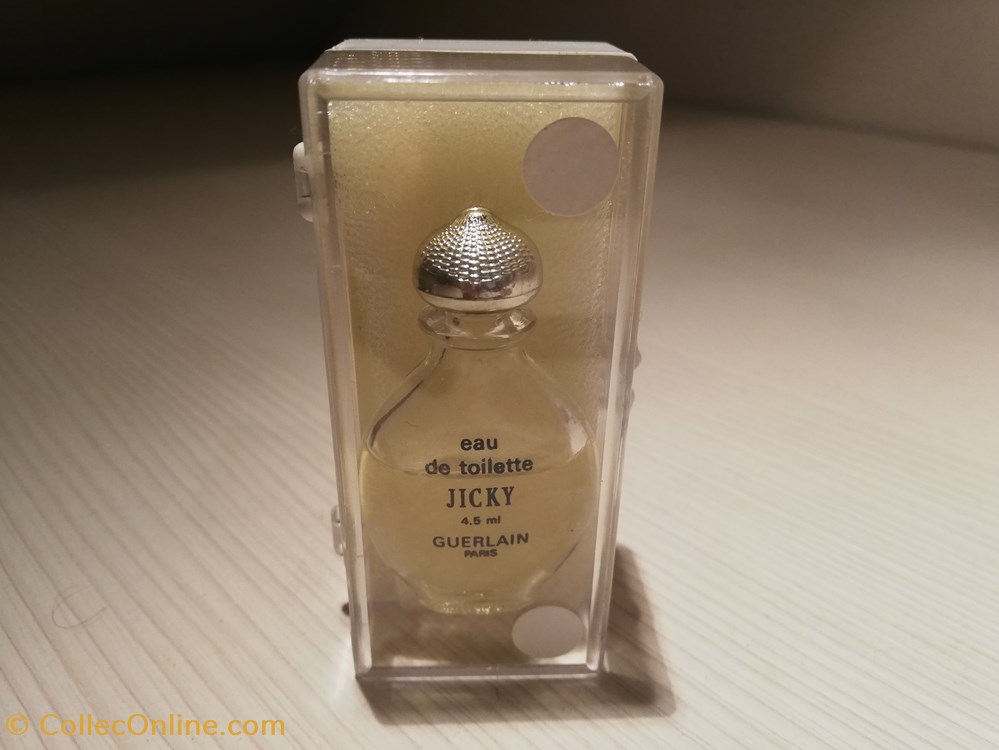 eau
de toilette
JICKY
4.5 ml
GUERLAIN
PARIS
© CollecOnline.com